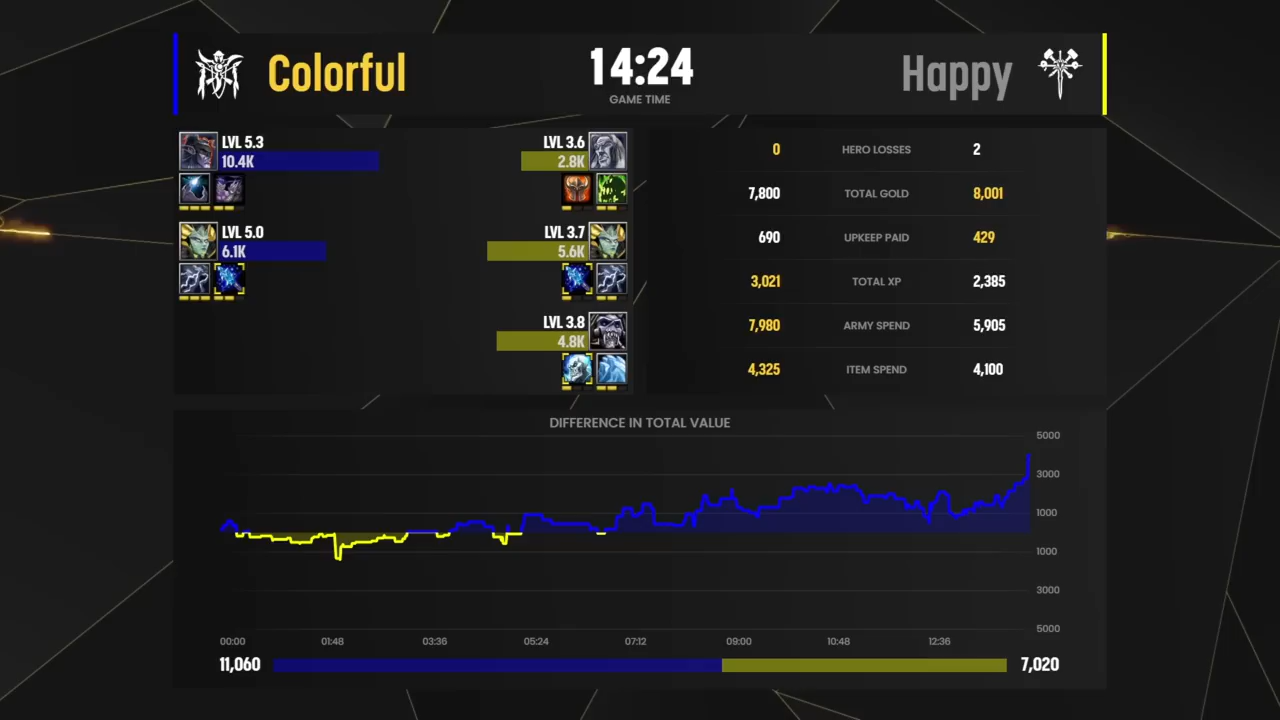 Colorful
14:24
GAME TIME
Happy
LVL 5.3
10.4K
LVL 3.6
2.8K
LVL 5.0
6.1K
LVL 3.7
5.6K
LVL 3.8
4.8K
0 HERO LOSSES 2
7,800 TOTAL GOLD 8,001
690 UPKEEP PAID 429
3,021 TOTAL XP 2,385
7,980 ARMY SPEND 5,905
4,325 ITEM SPEND 4,100
DIFFERENCE IN TOTAL VALUE
5000
3000
1000
1000
3000
5000
00:00 01:48 03:36 05:24 07:12 09:00 10:48 12:36
11,060 7,020